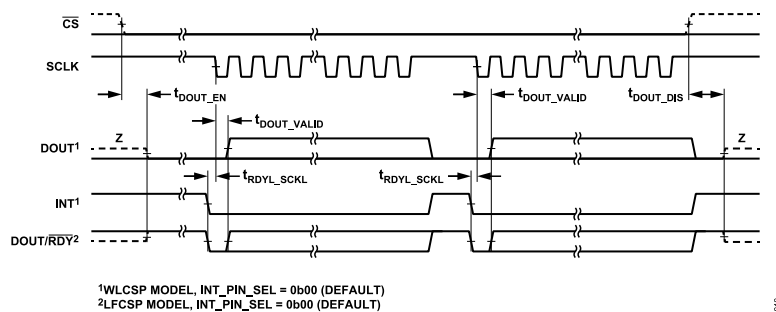 CS
SCLK
tDOUT_EN
tDOUT_VALID
tDOUT_DIS
tDOUT_VALID
Z
Z
DOUT1
tRDYL_SCKL
tRDYL_SCKL
INT1
DOUT/RDY2
1WLCSP MODEL, INT_PIN_SEL = 0b00 (DEFAULT)
2LFCSP MODEL, INT_PIN_SEL = 0b00 (DEFAULT)